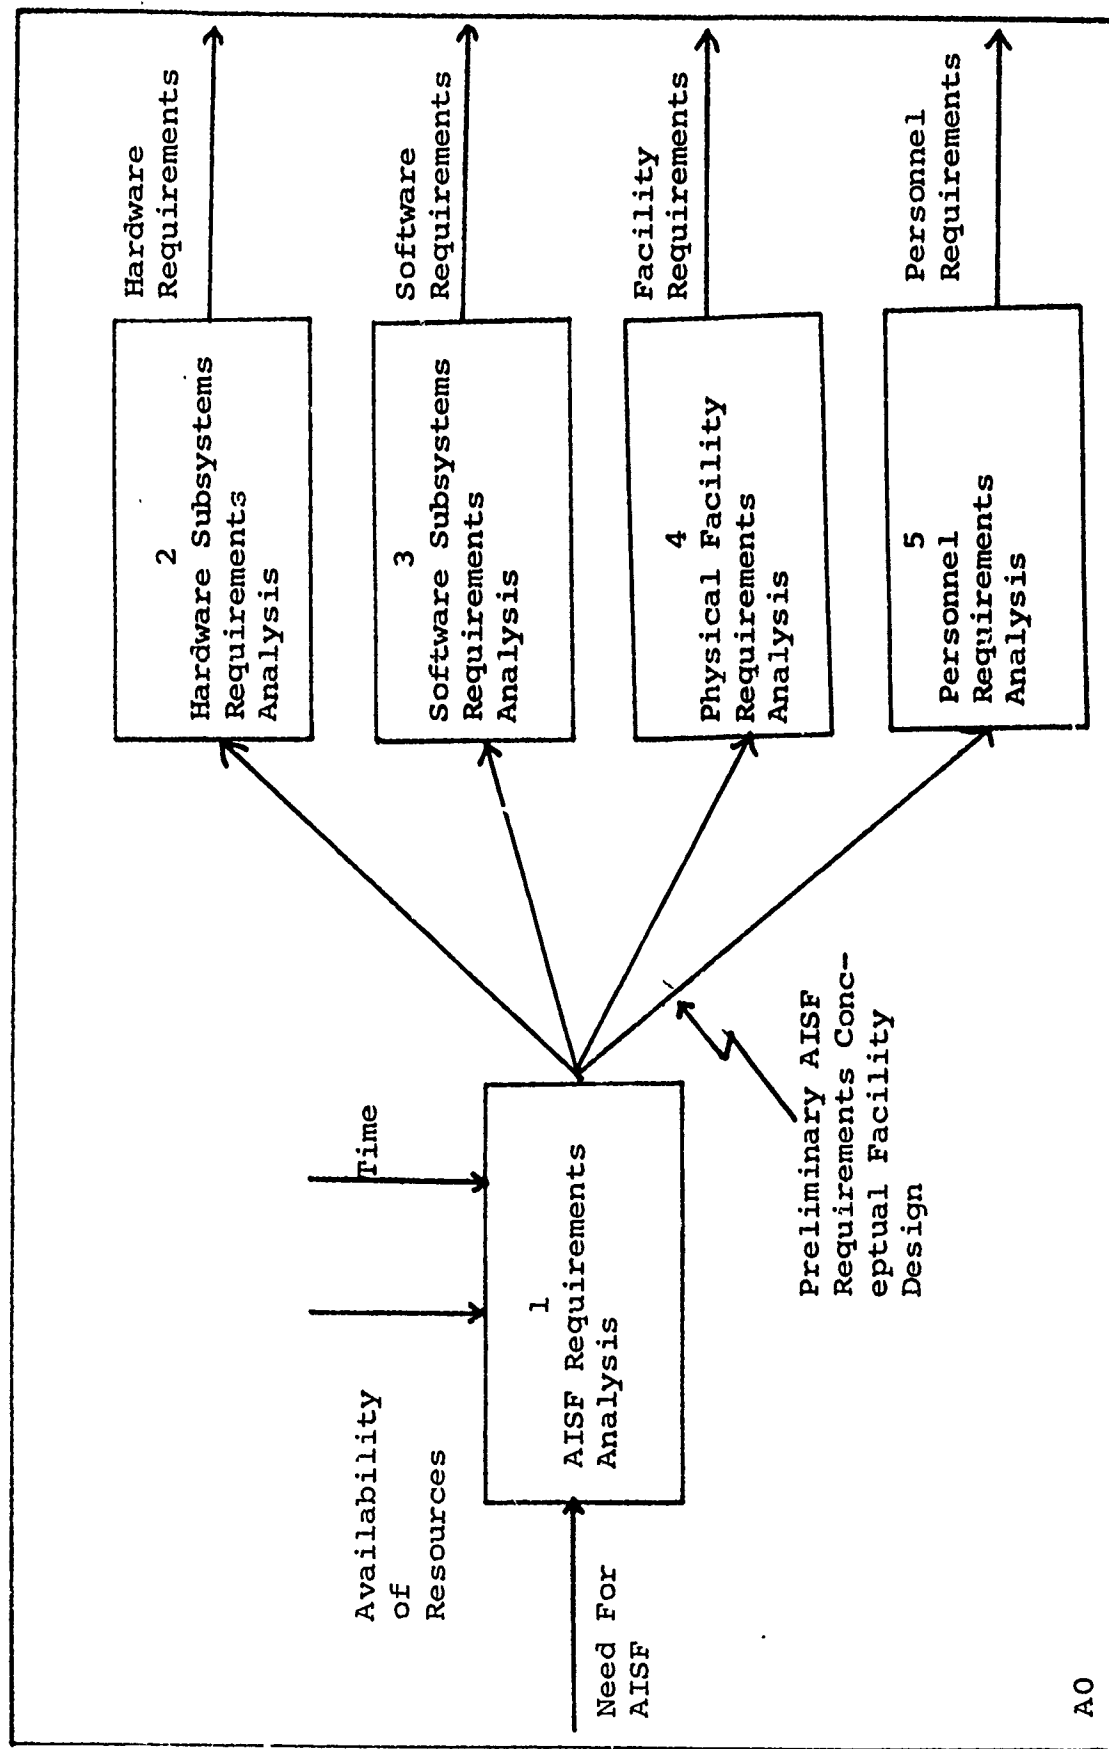 Availability
of
Resources
Time
Need For
AISF
1
AISF Requirements
Analysis
Preliminary AISF
Requirements Conc-
eptual Facility
Design
2
Hardware Subsystems
Requirements
Analysis
Hardware
Requirements
3
Software Subsystems
Requirements
Analysis
Software
Requirements
4
Physical Facility
Requirements
Analysis
Facility
Requirements
5
Personnel
Requirements
Analysis
Personnel
Requirements
A0